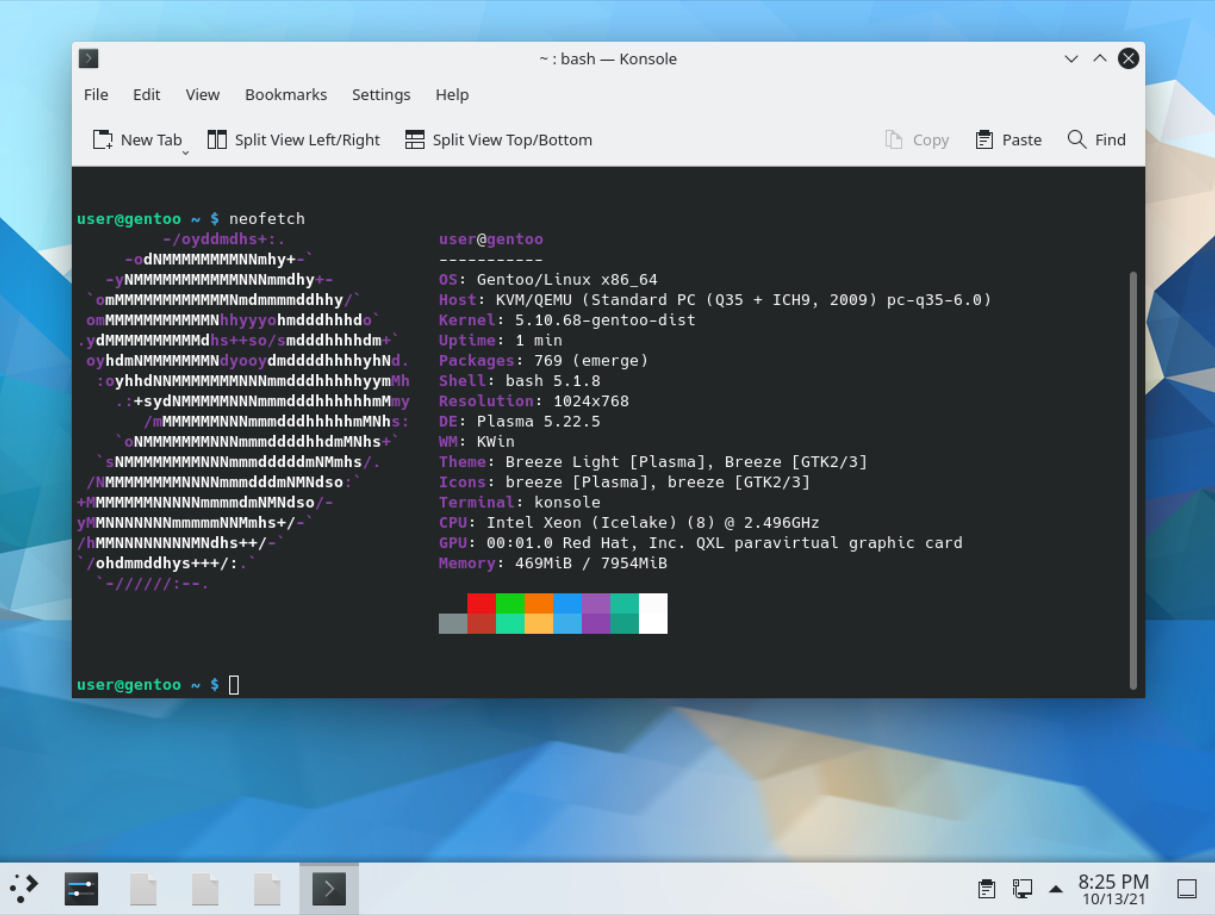 ~ : bash — Konsole
File Edit View Bookmarks Settings Help
New Tab Split View Left/Right Split View Top/Bottom Copy Paste Find
user@gentoo ~ $ neofetch
-/oyddmdhs+:. user@gentoo
-odNMMMMMMMMNNmhy+-` -----------
-yNMMMMMMMMMMMNNNmmdhy+- OS: Gentoo/Linux x86_64
`omMMMMMMMMMMMMNmdmmmmddhhy/` Host: KVM/QEMU (Standard PC (Q35 + ICH9, 2009) pc-q35-6.0)
omMMMMMMMMMMMNhhyyyohmdddhhhdo` Kernel: 5.10.68-gentoo-dist
.ydMMMMMMMMMMdhs++so/smdddhhhhdm+` Uptime: 1 min
oyhdmNMMMMMMMNdyooydmddddhhhhyhNd. Packages: 769 (emerge)
:oyhhdNNMMMMMMMNNNmmdddhhhhhyymMh Shell: bash 5.1.8
.:+sydNMMMMMNNNmmmdddhhhhhhmMmy Resolution: 1024x768
/mMMMMMMNNNmmmdddhhhhhmMNhs: DE: Plasma 5.22.5
`oNMMMMMMMNNNmmmddddhhdmMNhs+` WM: KWin
`sNMMMMMMMMNNNmmmdddddmNMmhs/. Theme: Breeze Light [Plasma], Breeze [GTK2/3]
/NMMMMMMMMNNNNmmmdddmNMNdso:` Icons: breeze [Plasma], breeze [GTK2/3]
+MMMMMMMNNNNNmmmmdmNMNdso/- Terminal: konsole
yMMNNNNNNNmmmmmNNMmhs+/-` CPU: Intel Xeon (Icelake) (8) @ 2.496GHz
/hMMNNNNNNNNMNdhs++/-` GPU: 00:01.0 Red Hat, Inc. QXL paravirtual graphic card
`/ohdmmddhys+++/:.` Memory: 469MiB / 7954MiB
`-//////:--.
user@gentoo ~ $
8:25 PM
10/13/21